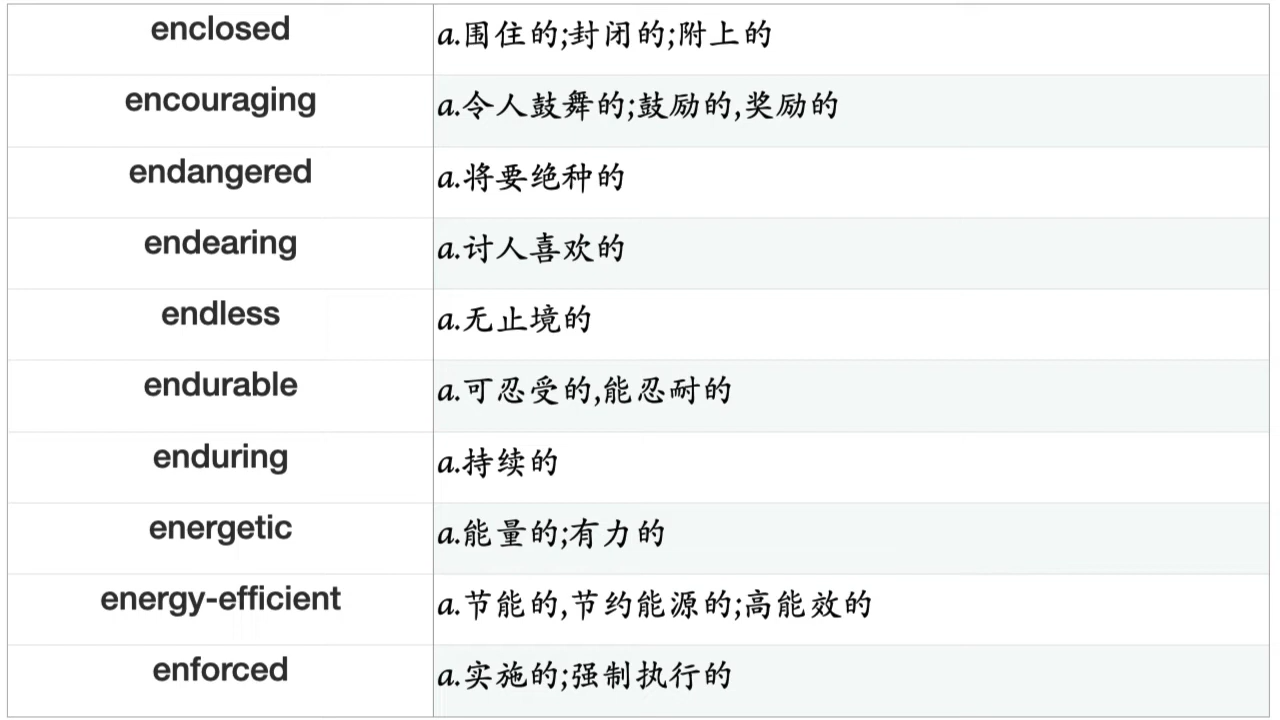 enclosed a.围住的;封闭的;附上的
encouraging a.令人鼓舞的;鼓励的,奖励的
endangered a.将要绝种的
endearing a.讨人喜欢的
endless a.无止境的
endurable a.可忍受的,能忍耐的
enduring a.持续的
energetic a.能量的;有力的
energy-efficient a.节能的,节约能源的;高能效的
enforced a.实施的;强制执行的